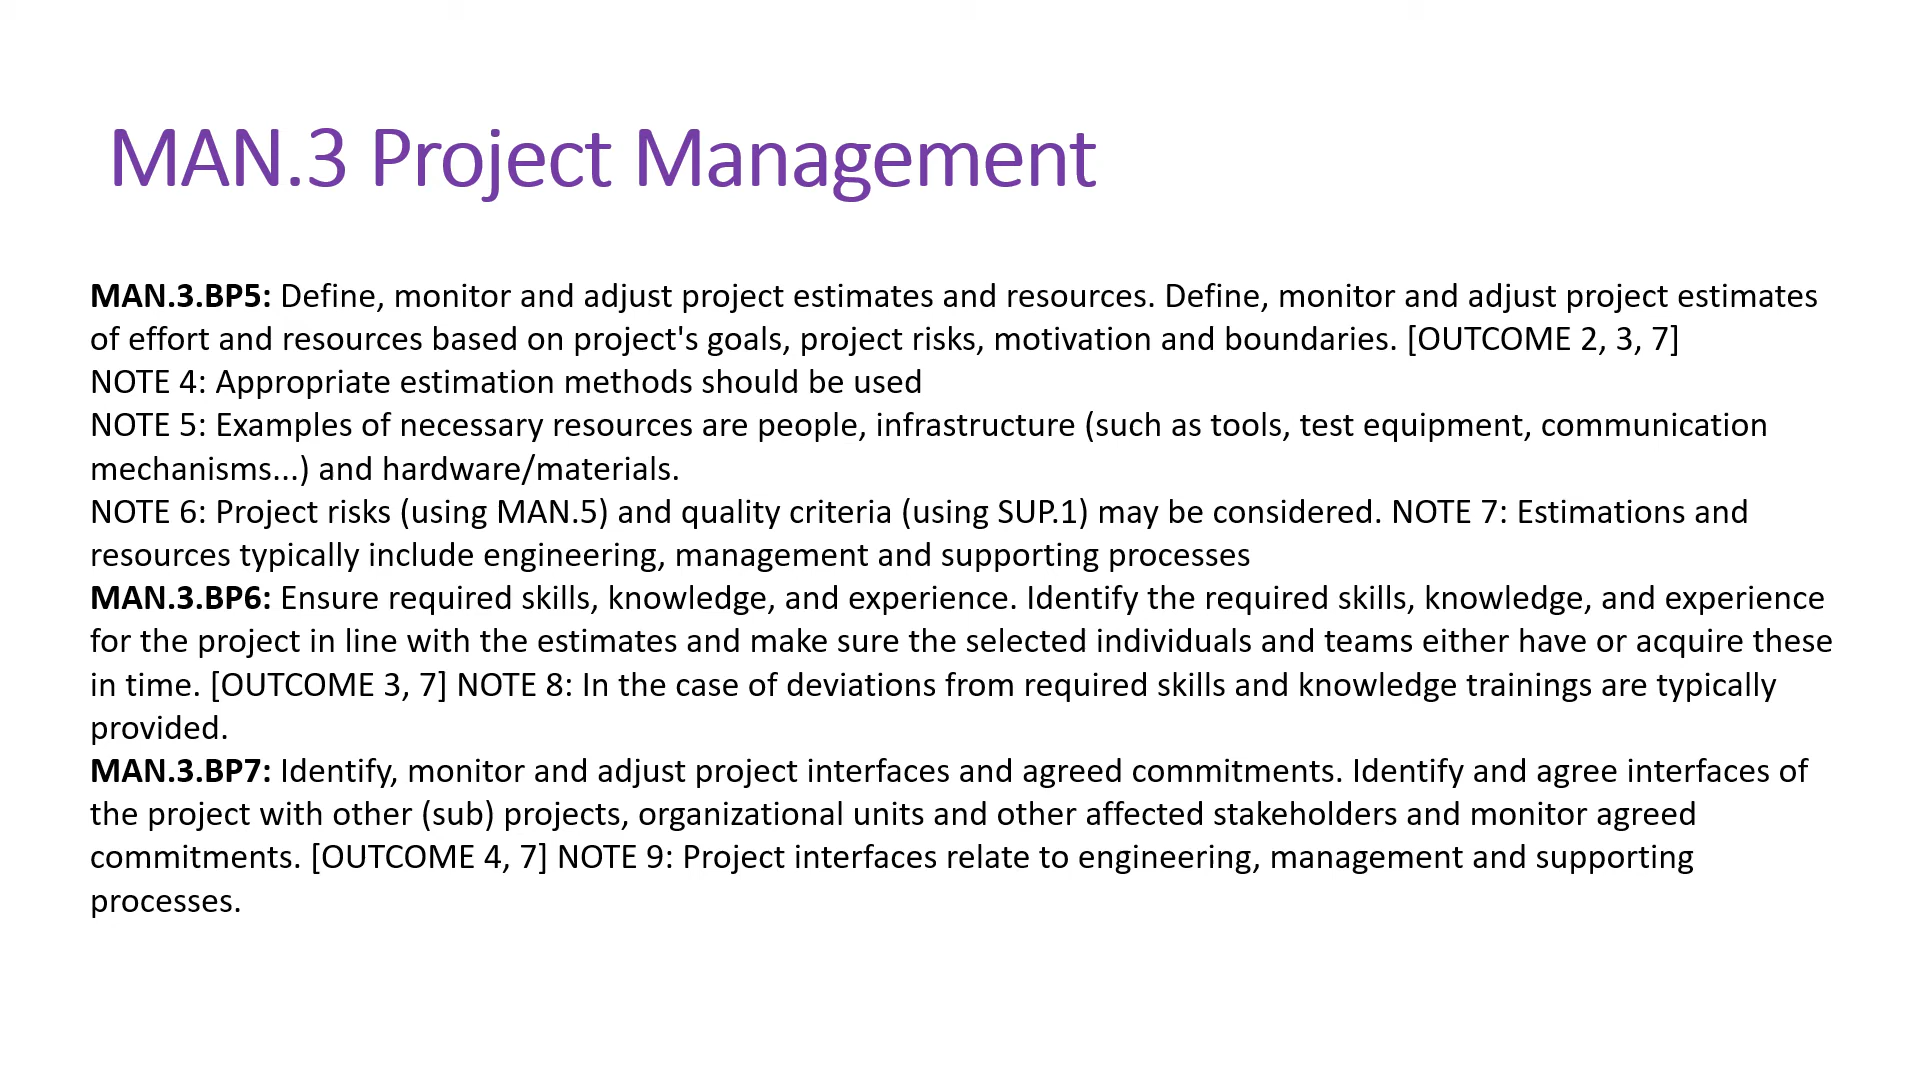 MAN.3 Project Management
MAN.3.BP5: Define, monitor and adjust project estimates and resources. Define, monitor and adjust project estimates
of effort and resources based on project's goals, project risks, motivation and boundaries. [OUTCOME 2, 3, 7]
NOTE 4: Appropriate estimation methods should be used
NOTE 5: Examples of necessary resources are people, infrastructure (such as tools, test equipment, communication
mechanisms...) and hardware/materials.
NOTE 6: Project risks (using MAN.5) and quality criteria (using SUP.1) may be considered. NOTE 7: Estimations and
resources typically include engineering, management and supporting processes
MAN.3.BP6: Ensure required skills, knowledge, and experience. Identify the required skills, knowledge, and experience
for the project in line with the estimates and make sure the selected individuals and teams either have or acquire these
in time. [OUTCOME 3, 7] NOTE 8: In the case of deviations from required skills and knowledge trainings are typically
provided.
MAN.3.BP7: Identify, monitor and adjust project interfaces and agreed commitments. Identify and agree interfaces of
the project with other (sub) projects, organizational units and other affected stakeholders and monitor agreed
commitments. [OUTCOME 4, 7] NOTE 9: Project interfaces relate to engineering, management and supporting
processes.